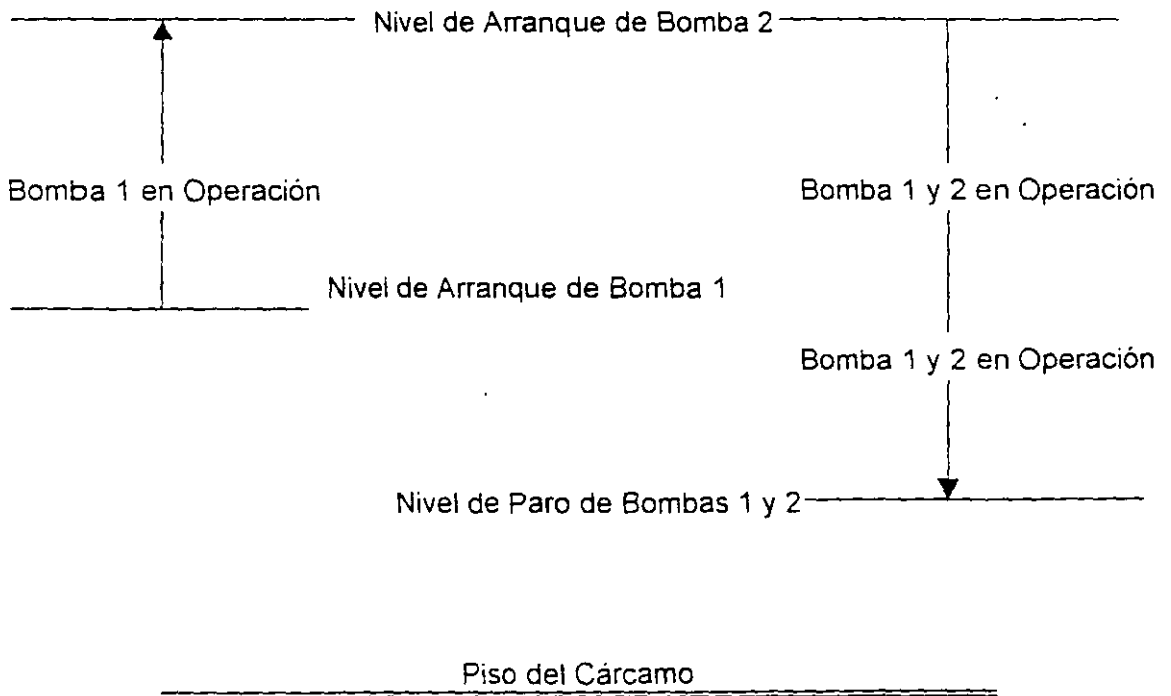 Nivel de Arranque de Bomba 2
Bomba 1 en Operación
Bomba 1 y 2 en Operación
Nivel de Arranque de Bomba 1
Bomba 1 y 2 en Operación
Nivel de Paro de Bombas 1 y 2
Piso del Cárcamo